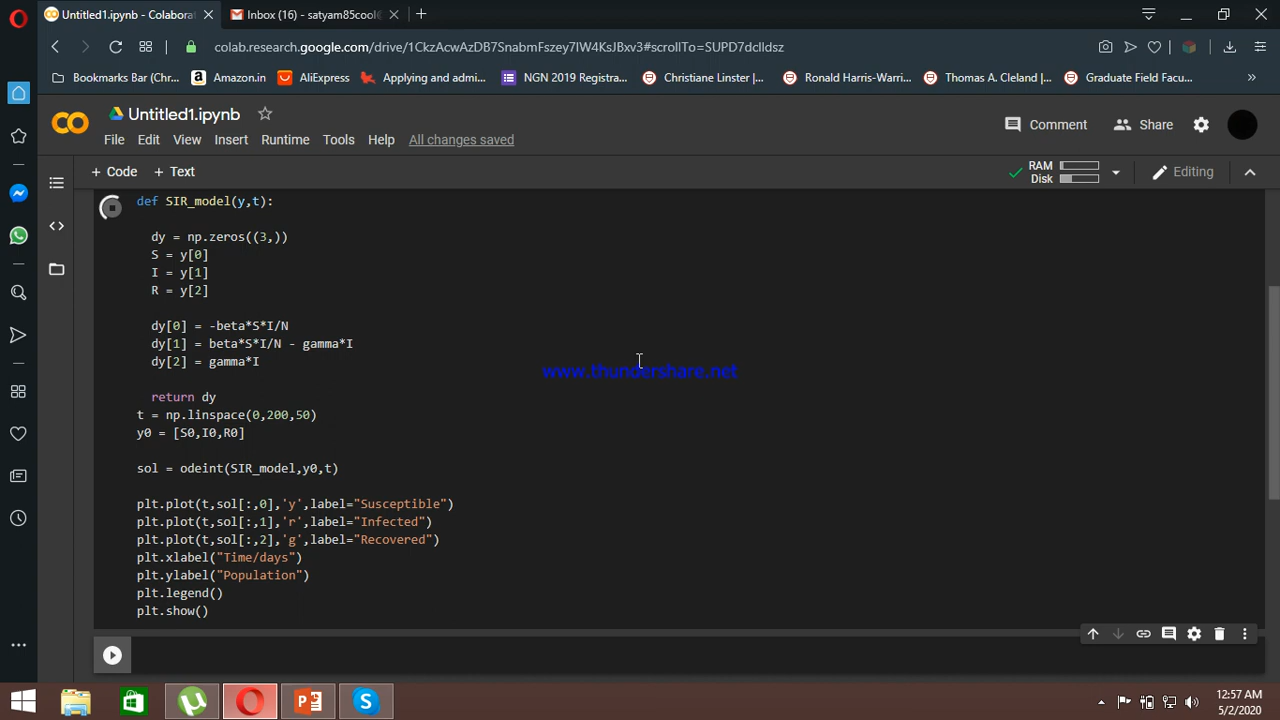 Untitled1.ipynb - Colaborat
Inbox (16) - satyam85cool@
colab.research.google.com/drive/1CkzAcwAzDB7SnabmFszey7IW4KsJBxv3#scrollTo=SUPD7dclldsz
Bookmarks Bar (Chr...
Amazon.in
AliExpress
Applying and admi...
NGN 2019 Registra...
Christiane Linster |...
Ronald Harris-Warri...
Thomas A. Cleland |...
Graduate Field Facu...
Untitled1.ipynb
File Edit View Insert Runtime Tools Help All changes saved
Comment
Share
+ Code + Text
RAM
Disk
Editing
def SIR_model(y,t):
dy = np.zeros((3,))
S = y[0]
I = y[1]
R = y[2]
dy[0] = -beta*S*I/N
dy[1] = beta*S*I/N - gamma*I
dy[2] = gamma*I
www.thundershare.net
return dy
t = np.linspace(0,200,50)
y0 = [S0,I0,R0]
sol = odeint(SIR_model,y0,t)
plt.plot(t,sol[:,0],'y',label="Susceptible")
plt.plot(t,sol[:,1],'r',label="Infected")
plt.plot(t,sol[:,2],'g',label="Recovered")
plt.xlabel("Time/days")
plt.ylabel("Population")
plt.legend()
plt.show()
12:57 AM
5/2/2020